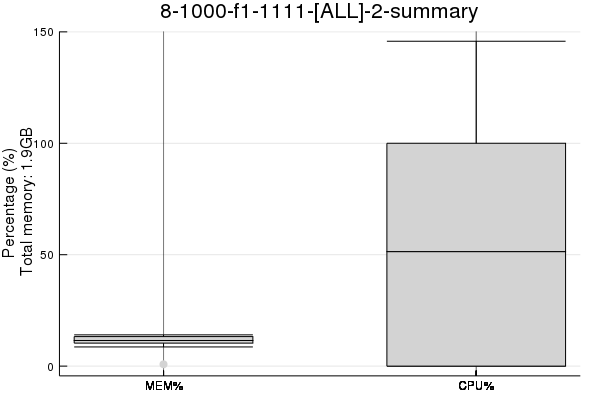 8-1000-f1-1111-[ALL]-2-summary
Percentage (%)
Total memory: 1.9GB
150
100
50
0
MEM%
CPU%